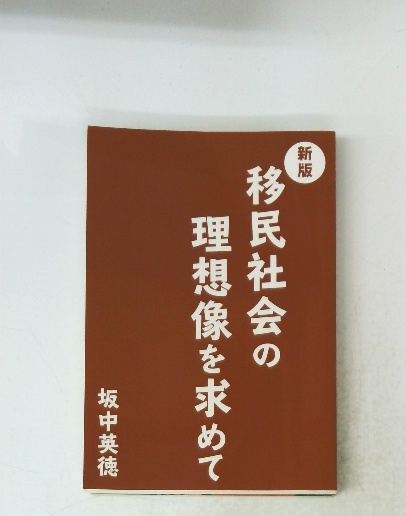 新版
移民社会の
理想像を求めて
坂中英徳